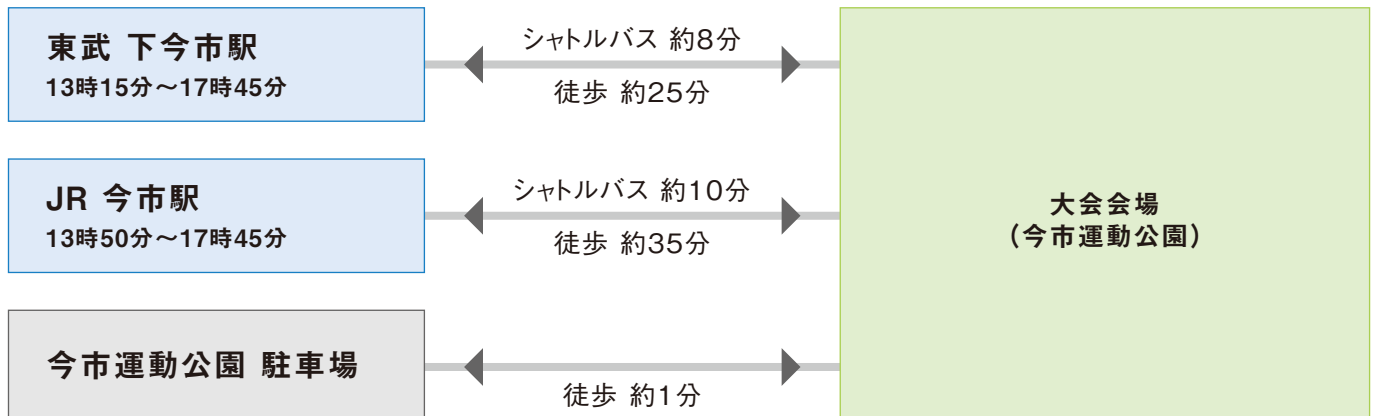 東武 下今市駅
13時15分〜17時45分
シャトルバス 約8分
徒歩 約25分
JR 今市駅
13時50分〜17時45分
シャトルバス 約10分
徒歩 約35分
今市運動公園 駐車場
徒歩 約1分
大会会場
（今市運動公園）